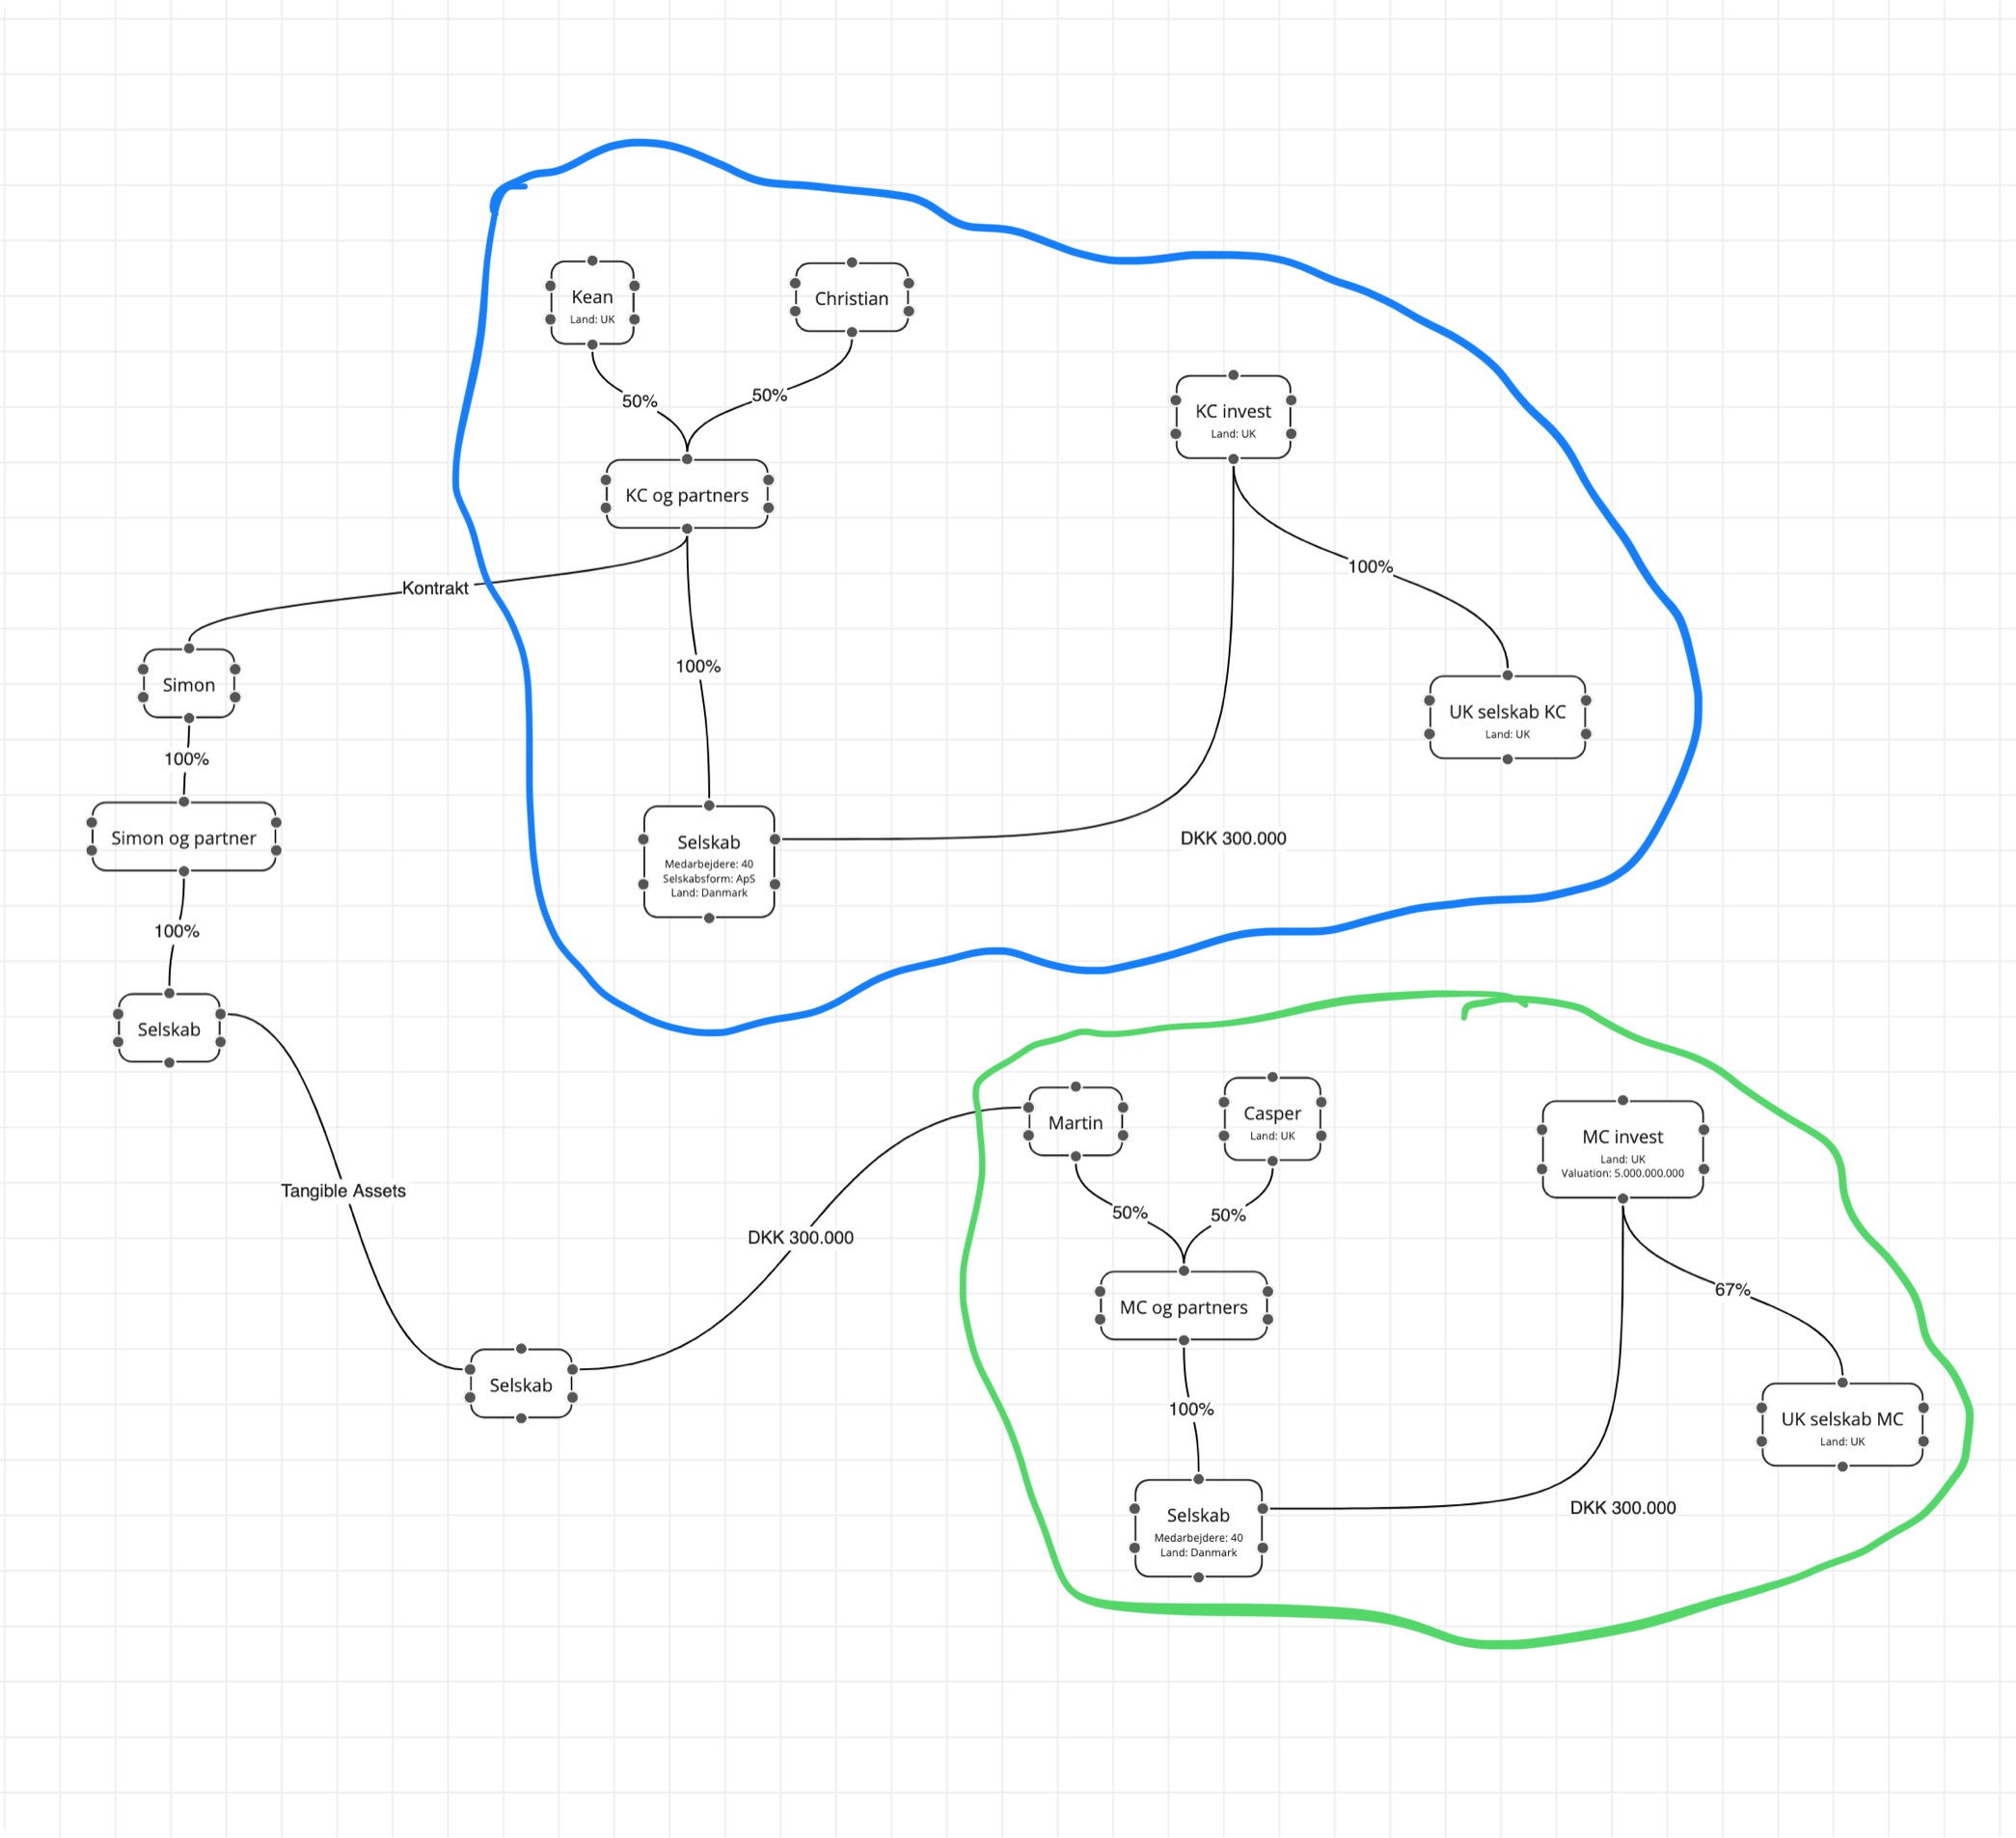 Kean
Land: UK
Christian
50%
50%
KC invest
Land: UK
KC og partners
Kontrakt
100%
100%
Simon
UK selskab KC
Land: UK
100%
Simon og partner
Selskab
Medarbejdere: 40
Selskabsform: ApS
Land: Danmark
DKK 300.000
100%
Selskab
Martin
Casper
Land: UK
MC invest
Land: UK
Valuation: 5.000.000.000
Tangible Assets
50%
50%
DKK 300.000
67%
MC og partners
Selskab
100%
UK selskab MC
Land: UK
Selskab
Medarbejdere: 40
Land: Danmark
DKK 300.000